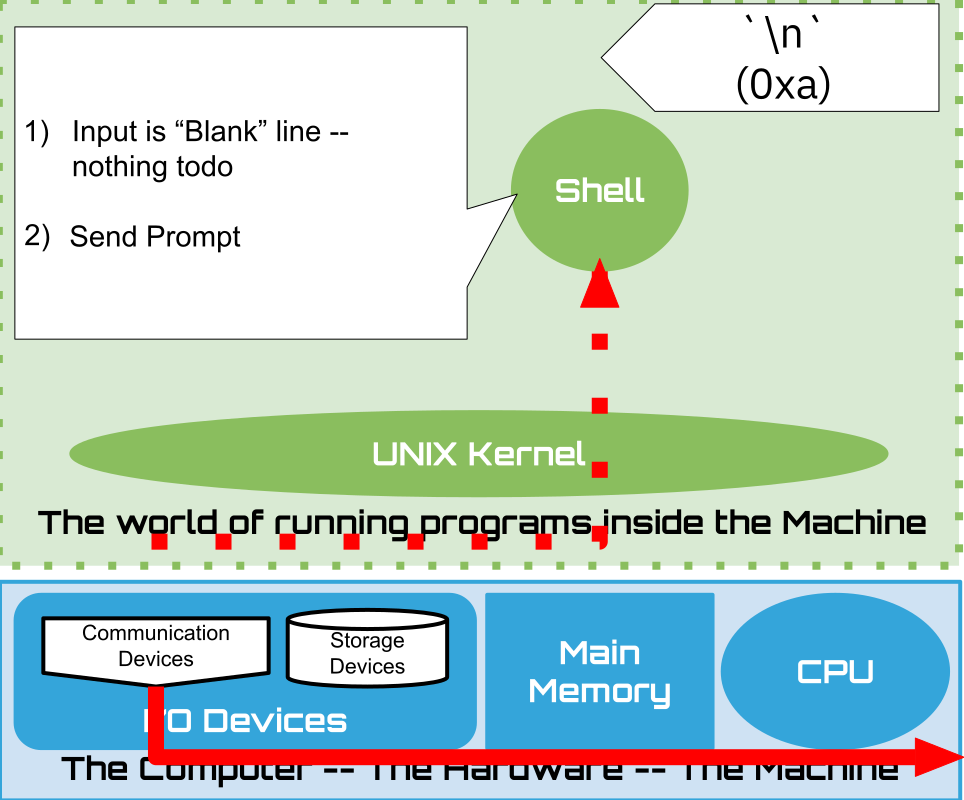 `\n`
(0xa)
1) Input is “Blank” line --
nothing todo
2) Send Prompt
Shell
UNIX Kernel
The world of running programs inside the Machine
Communication
Devices
Storage
Devices
I/O Devices
Main
Memory
CPU
The Computer -- The Hardware -- The Machine